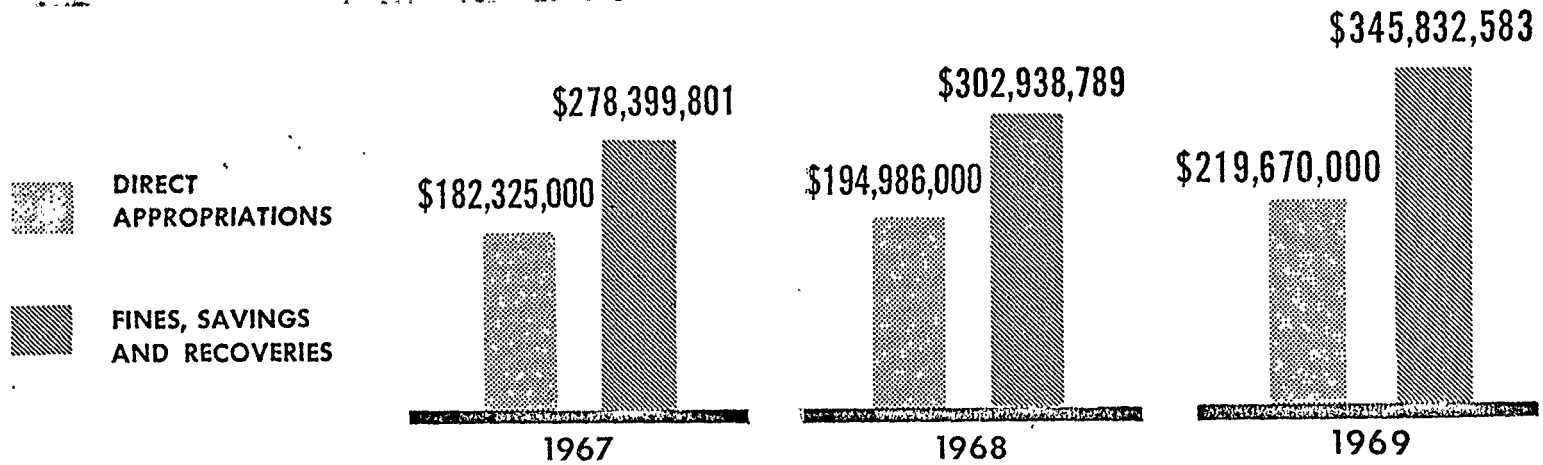 DIRECT
APPROPRIATIONS
FINES, SAVINGS
AND RECOVERIES
$182,325,000
$278,399,801
1967
$194,986,000
$302,938,789
1968
$219,670,000
$345,832,583
1969